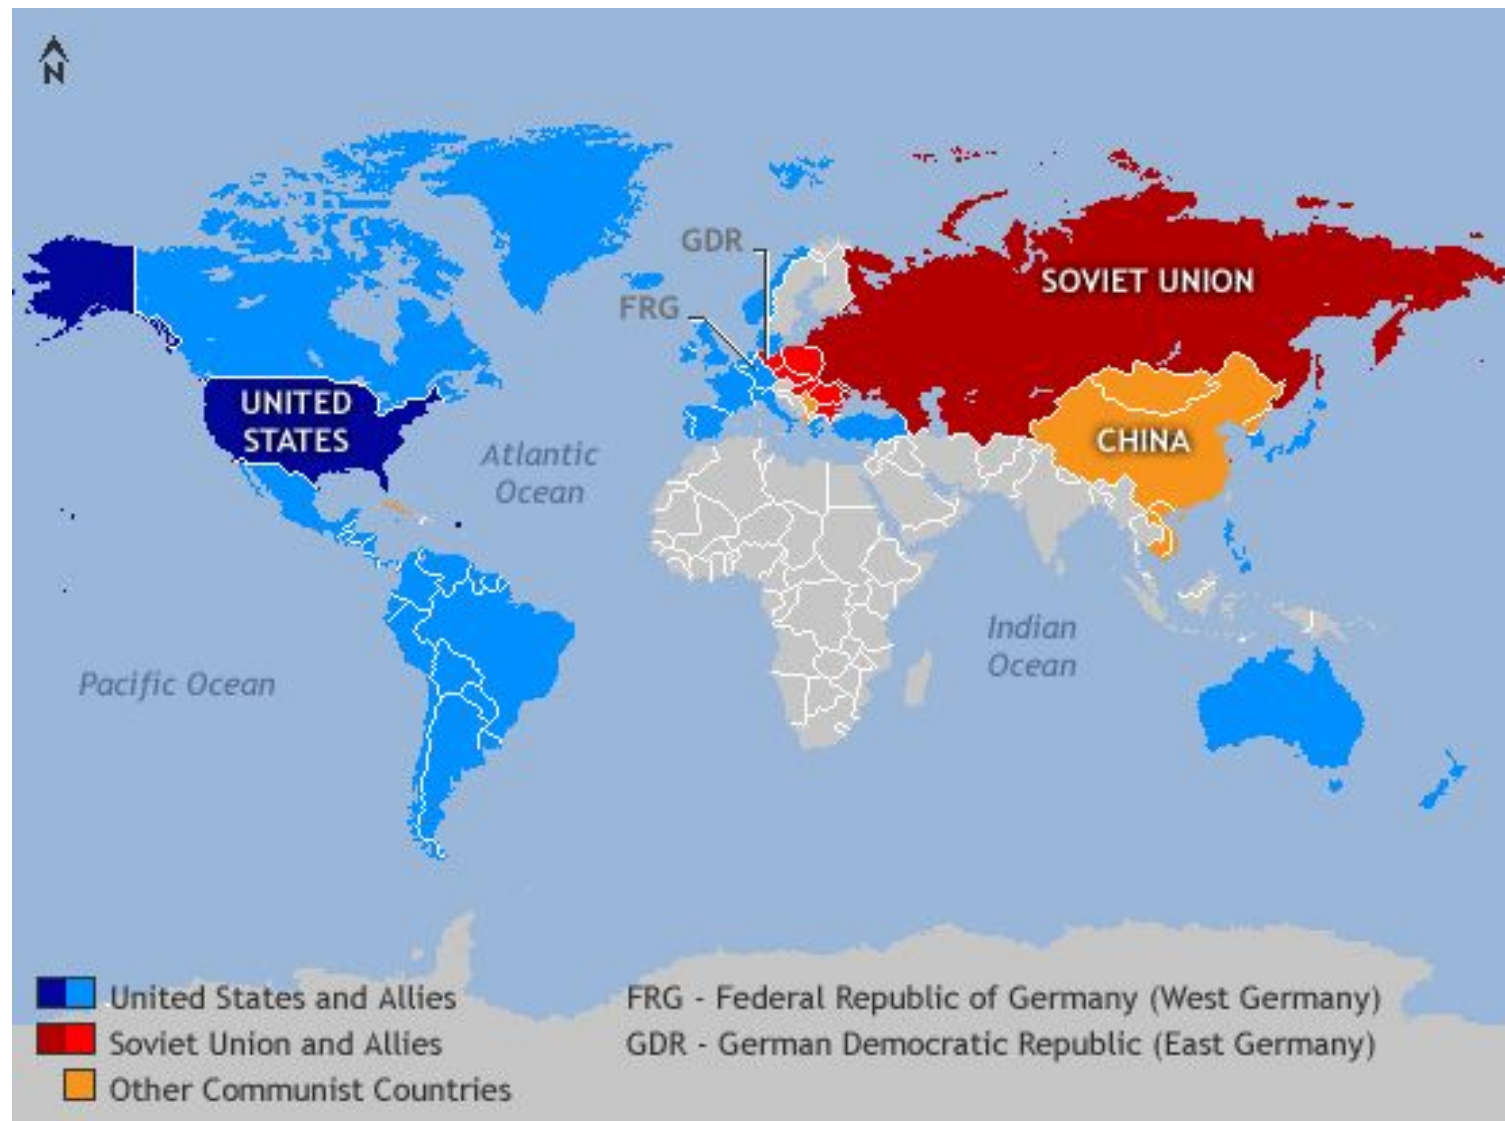 N
GDR
SOVIET UNION
FRG
UNITED
STATES
CHINA
Atlantic
Ocean
Indian
Ocean
Pacific Ocean
United States and Allies
Soviet Union and Allies
Other Communist Countries
FRG - Federal Republic of Germany (West Germany)
GDR - German Democratic Republic (East Germany)